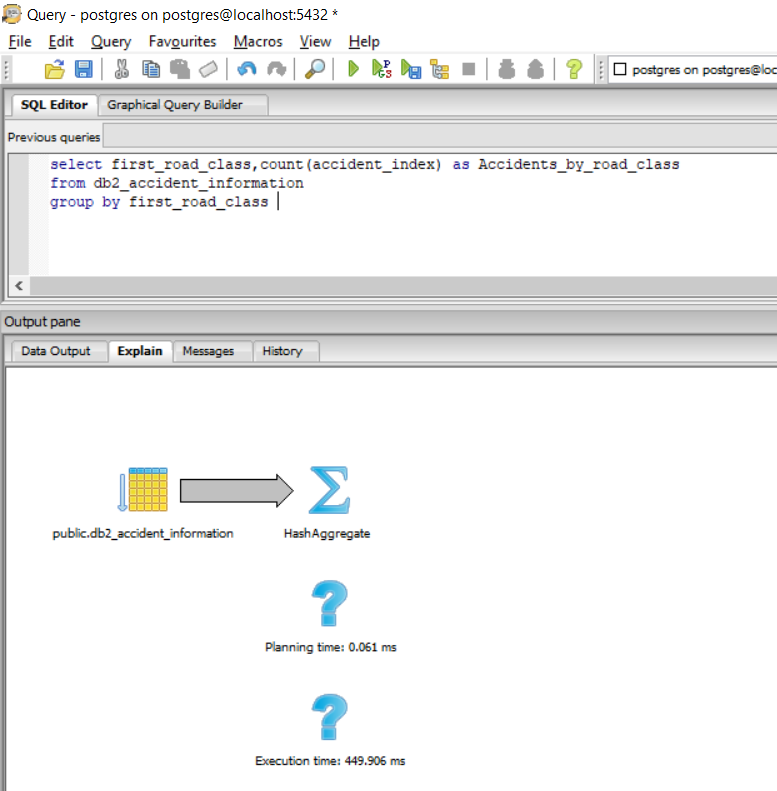 Query - postgres on postgres@localhost:5432 *
File Edit Query Favourites Macros View Help
postgres on postgres@loc
SQL Editor Graphical Query Builder
Previous queries
select first_road_class,count(accident_index) as Accidents_by_road_class
from db2_accident_information
group by first_road_class
Output pane
Data Output Explain Messages History
public.db2_accident_information HashAggregate
Planning time: 0.061 ms
Execution time: 449.906 ms